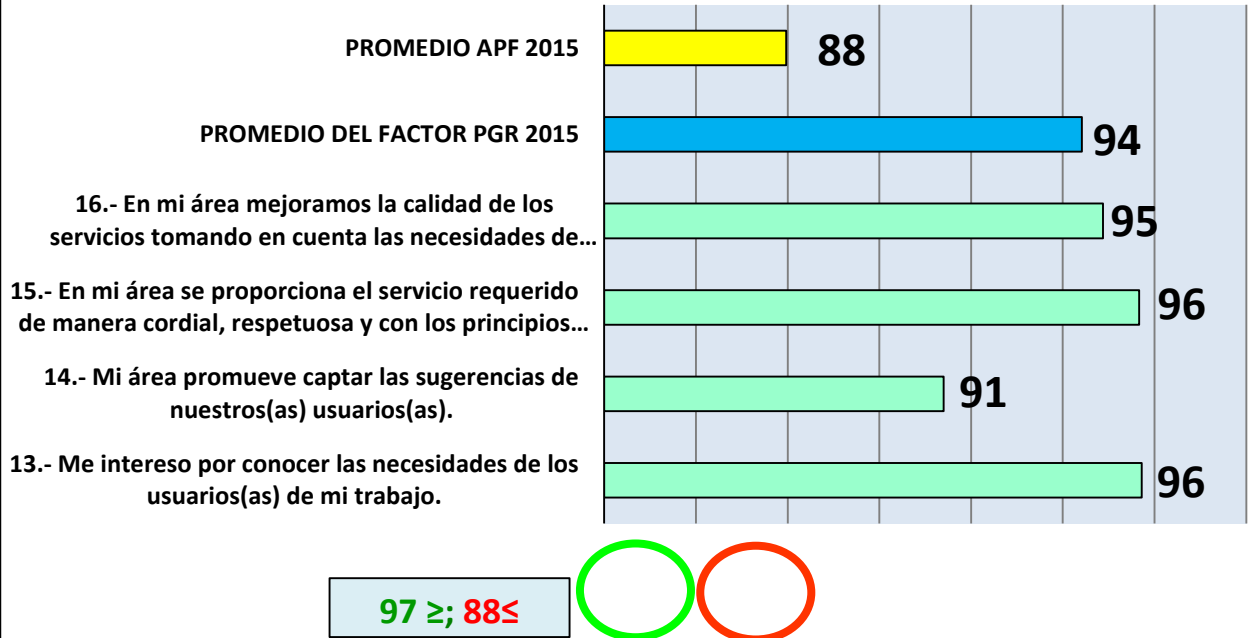 PROMEDIO APF 2015
88
PROMEDIO DEL FACTOR PGR 2015
94
16.- En mi área mejoramos la calidad de los
servicios tomando en cuenta las necesidades de…
95
15.- En mi área se proporciona el servicio requerido
de manera cordial, respetuosa y con los principios…
96
14.- Mi área promueve captar las sugerencias de
nuestros(as) usuarios(as).
91
13.- Me intereso por conocer las necesidades de los
usuarios(as) de mi trabajo.
96
97 ≥; 88≤